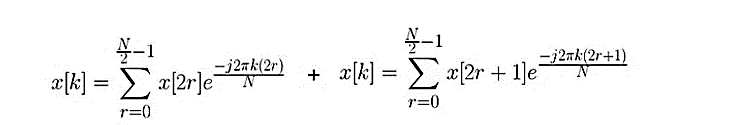 x[k] = \sum_{r=0}^{\frac{N}{2}-1} x[2r]e^{\frac{-j2\pi k(2r)}{N}} + x[k] = \sum_{r=0}^{\frac{N}{2}-1} x[2r+1]e^{\frac{-j2\pi k(2r+1)}{N}}